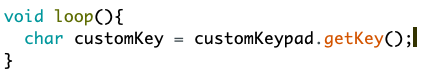 void loop(){
  char customKey = customKeypad.getKey();
}